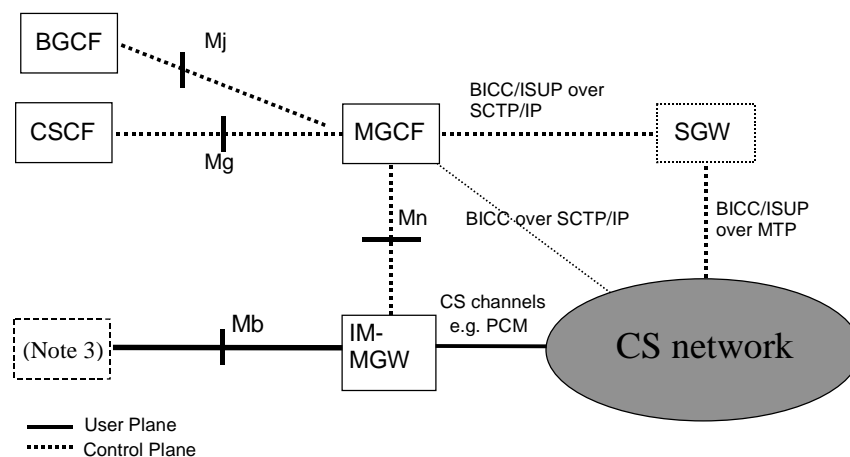 BGCF
Mj
BICC/ISUP over
SCTP/IP
CSCF
Mg
MGCF
SGW
Mn
BICC over SCTP/IP
BICC/ISUP
over MTP
CS channels
e.g. PCM
(Note 3)
Mb
IM-
MGW
CS network
User Plane
Control Plane